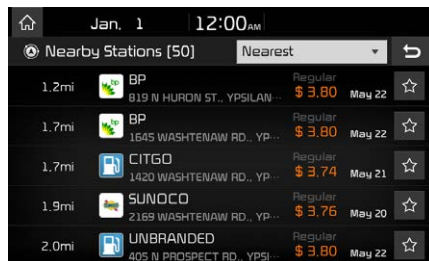 Jan. 1 12:00AM
Nearby Stations [50] Nearest
1.2mi bp BP Regular
819 N HURON ST., YPSILAN··· $ 3.80 May 22
1.7mi bp BP Regular
1645 WASHTENAW RD., YP··· $ 3.80 May 22
1.7mi CITGO Regular
1420 WASHTENAW RD., YP··· $ 3.74 May 21
1.9mi SUNOCO Regular
2169 WASHTENAW RD., YP··· $ 3.76 May 20
2.0mi UNBRANDED Regular
405 N PROSPECT RD., YPSI··· $ 3.80 May 22